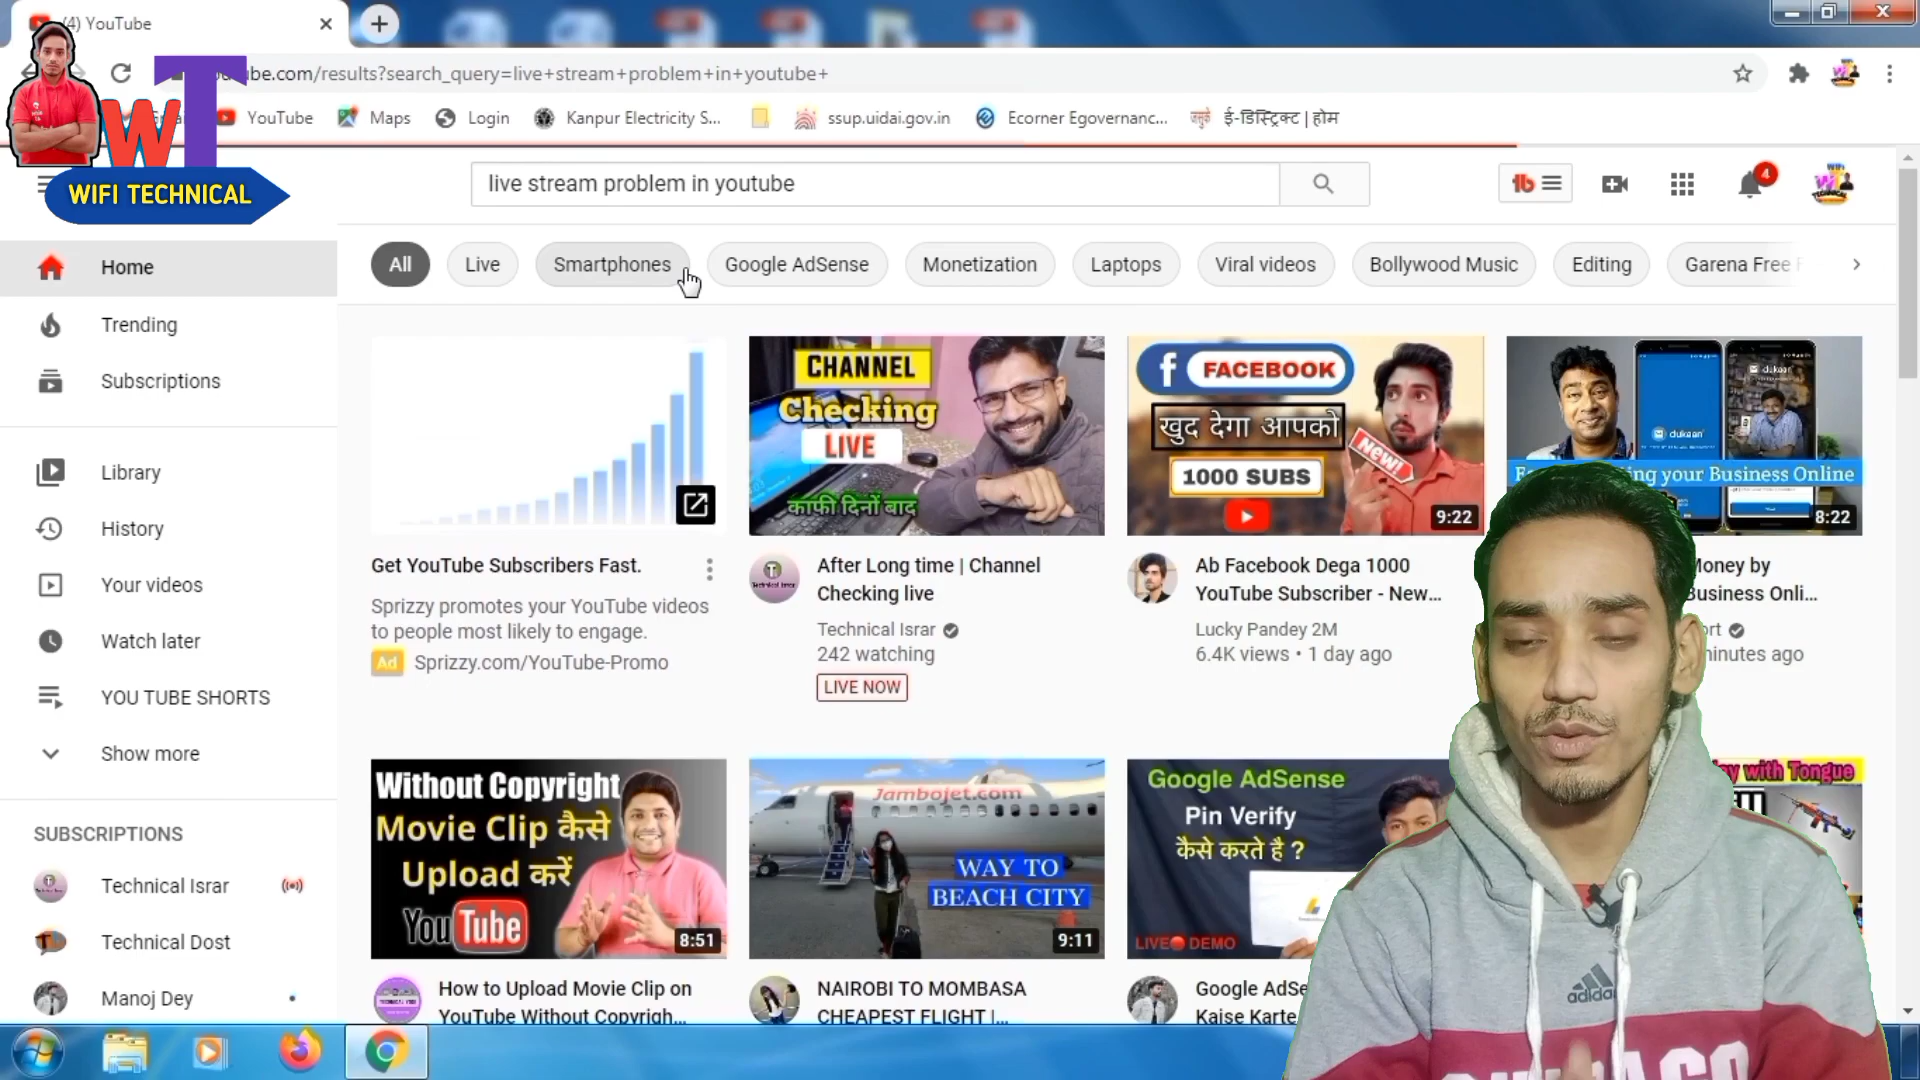 (4) YouTube
be.com/results?search_query=live+stream+problem+in+youtube+
YouTube
Maps
Login
Kanpur Electricity S...
ssup.uidai.gov.in
Ecorner Egovernanc...
ई-डिस्ट्रिक्ट | होम
WT
WIFI TECHNICAL
live stream problem in youtube
4
All
Live
Smartphones
Google AdSense
Monetization
Laptops
Viral videos
Bollywood Music
Editing
Garena Free F
Home
Trending
Subscriptions
Library
History
Your videos
Watch later
YOU TUBE SHORTS
Show more
SUBSCRIPTIONS
Technical Israr
Technical Dost
Manoj Dey
Get YouTube Subscribers Fast.
Sprizzy promotes your YouTube videos
to people most likely to engage.
Ad Sprizzy.com/YouTube-Promo
CHANNEL
Checking
LIVE
काफी दिनों बाद
After Long time | Channel
Checking live
Technical Israr
242 watching
LIVE NOW
FACEBOOK
खुद देगा आपको
New!
1000 SUBS
9:22
Ab Facebook Dega 1000
YouTube Subscriber - New...
Lucky Pandey 2M
6.4K views • 1 day ago
dukaan
dukaan
your Business Online
8:22
Money by
Business Onli...
minutes ago
Without Copyright
Movie Clip कैसे
Upload करें
YouTube
8:51
How to Upload Movie Clip on
YouTube Without Copyrigh...
Jambojet.com
WAY TO
BEACH CITY
9:11
NAIROBI TO MOMBASA
CHEAPEST FLIGHT |...
Google AdSense
Pin Verify
कैसे करते है ?
LIVE DEMO
Google AdSe
Kaise Karte
with Tongue
adidas